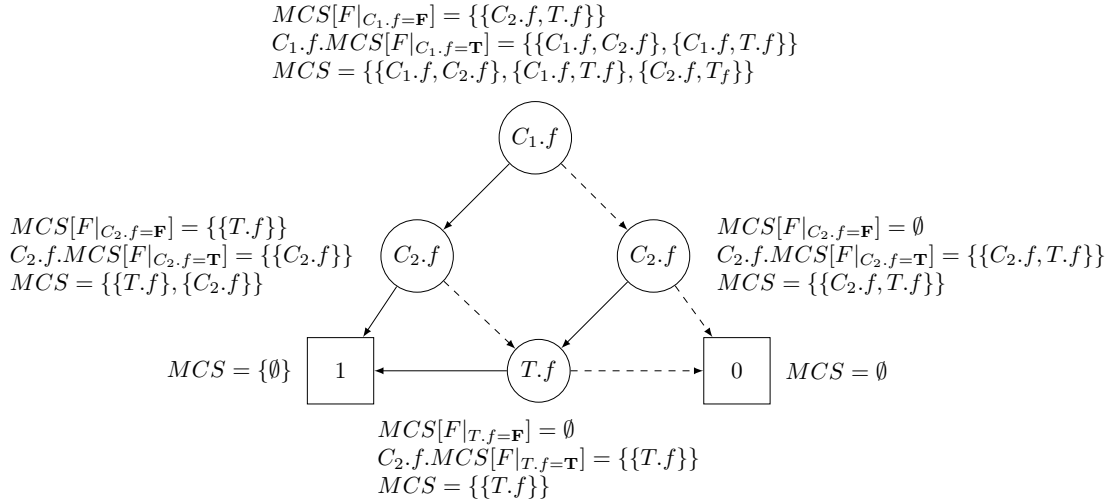 MCS[F|_{C_1.f=𝐅}] = {{C_2.f, T.f}}
C_1.f.MCS[F|_{C_1.f=𝐓}] = {{C_1.f, C_2.f}, {C_1.f, T.f}}
MCS = {{C_1.f, C_2.f}, {C_1.f, T.f}, {C_2.f, T_f}}
C_1.f
MCS[F|_{C_2.f=𝐅}] = {{T.f}}
C_2.f.MCS[F|_{C_2.f=𝐓}] = {{C_2.f}}
MCS = {{T.f}, {C_2.f}}
C_2.f
C_2.f
MCS[F|_{C_2.f=𝐅}] = ∅
C_2.f.MCS[F|_{C_2.f=𝐓}] = {{C_2.f, T.f}}
MCS = {{C_2.f, T.f}}
MCS = {∅}
1
T.f
0
MCS = ∅
MCS[F|_{T.f=𝐅}] = ∅
C_2.f.MCS[F|_{T.f=𝐓}] = {{T.f}}
MCS = {{T.f}}